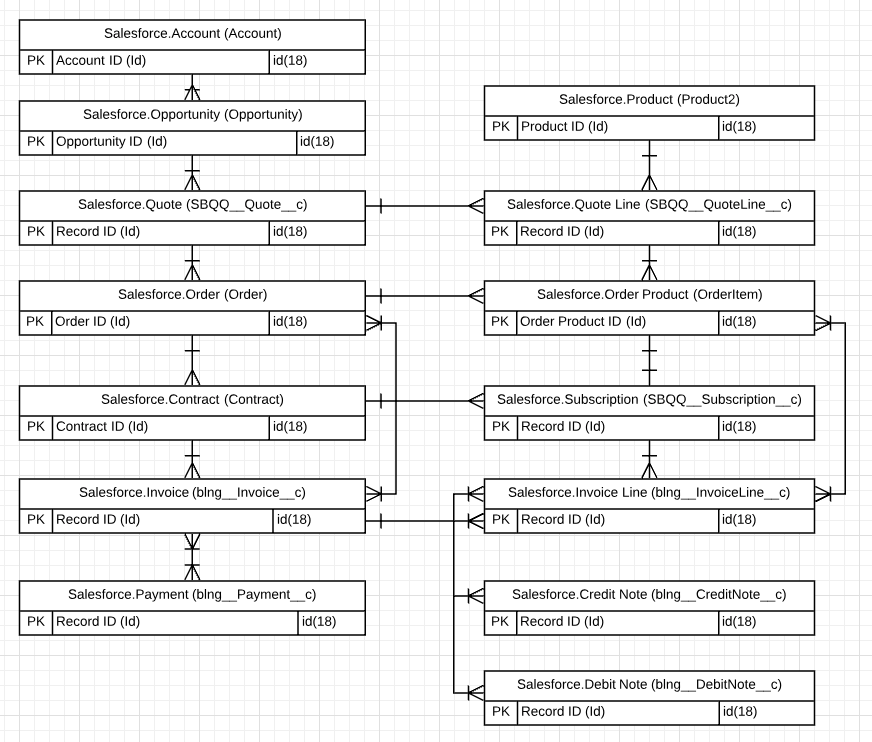 Salesforce.Account (Account)
PK Account ID (Id) id(18)
Salesforce.Opportunity (Opportunity)
PK Opportunity ID (Id) id(18)
Salesforce.Quote (SBQQ__Quote__c)
PK Record ID (Id) id(18)
Salesforce.Order (Order)
PK Order ID (Id) id(18)
Salesforce.Contract (Contract)
PK Contract ID (Id) id(18)
Salesforce.Invoice (blng__Invoice__c)
PK Record ID (Id) id(18)
Salesforce.Payment (blng__Payment__c)
PK Record ID (Id) id(18)
Salesforce.Product (Product2)
PK Product ID (Id) id(18)
Salesforce.Quote Line (SBQQ__QuoteLine__c)
PK Record ID (Id) id(18)
Salesforce.Order Product (OrderItem)
PK Order Product ID (Id) id(18)
Salesforce.Subscription (SBQQ__Subscription__c)
PK Record ID (Id) id(18)
Salesforce.Invoice Line (blng__InvoiceLine__c)
PK Record ID (Id) id(18)
Salesforce.Credit Note (blng__CreditNote__c)
PK Record ID (Id) id(18)
Salesforce.Debit Note (blng__DebitNote__c)
PK Record ID (Id) id(18)